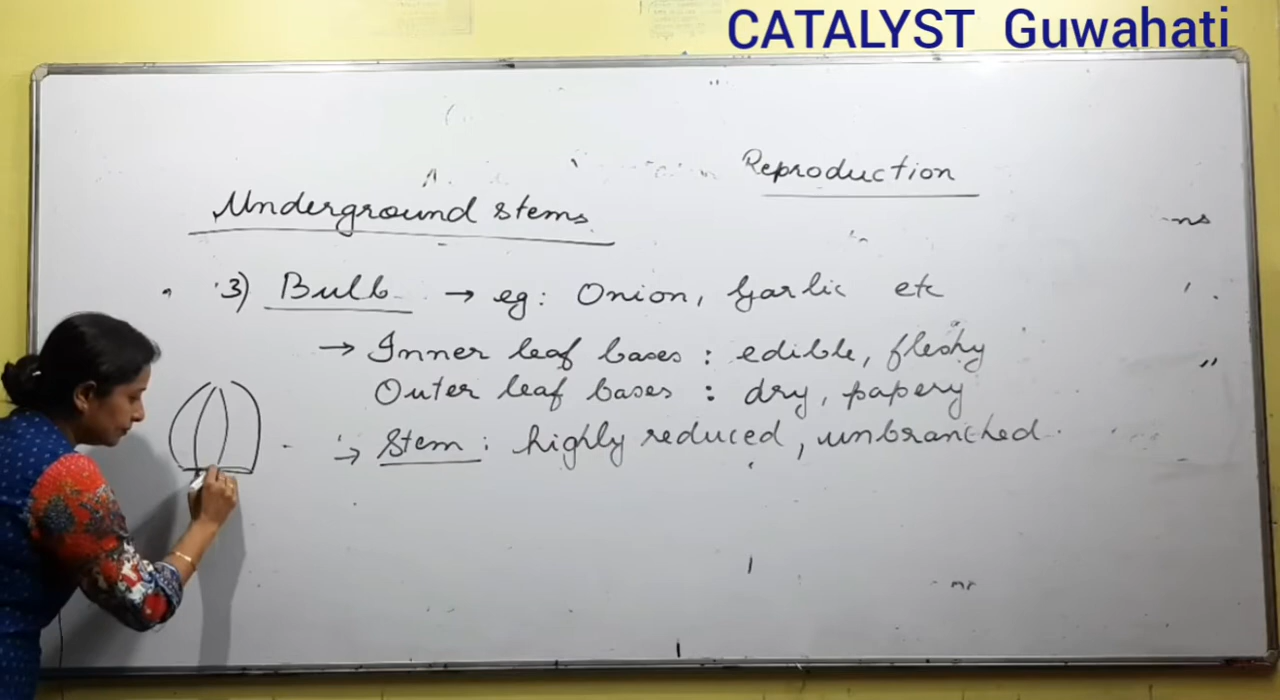 CATALYST Guwahati
Reproduction
Underground stems
3) Bulb → eg: Onion, Garlic etc
→ Inner leaf bases : edible, fleshy
Outer leaf bases : dry, papery
→ Stem : highly reduced, unbranched.
ns